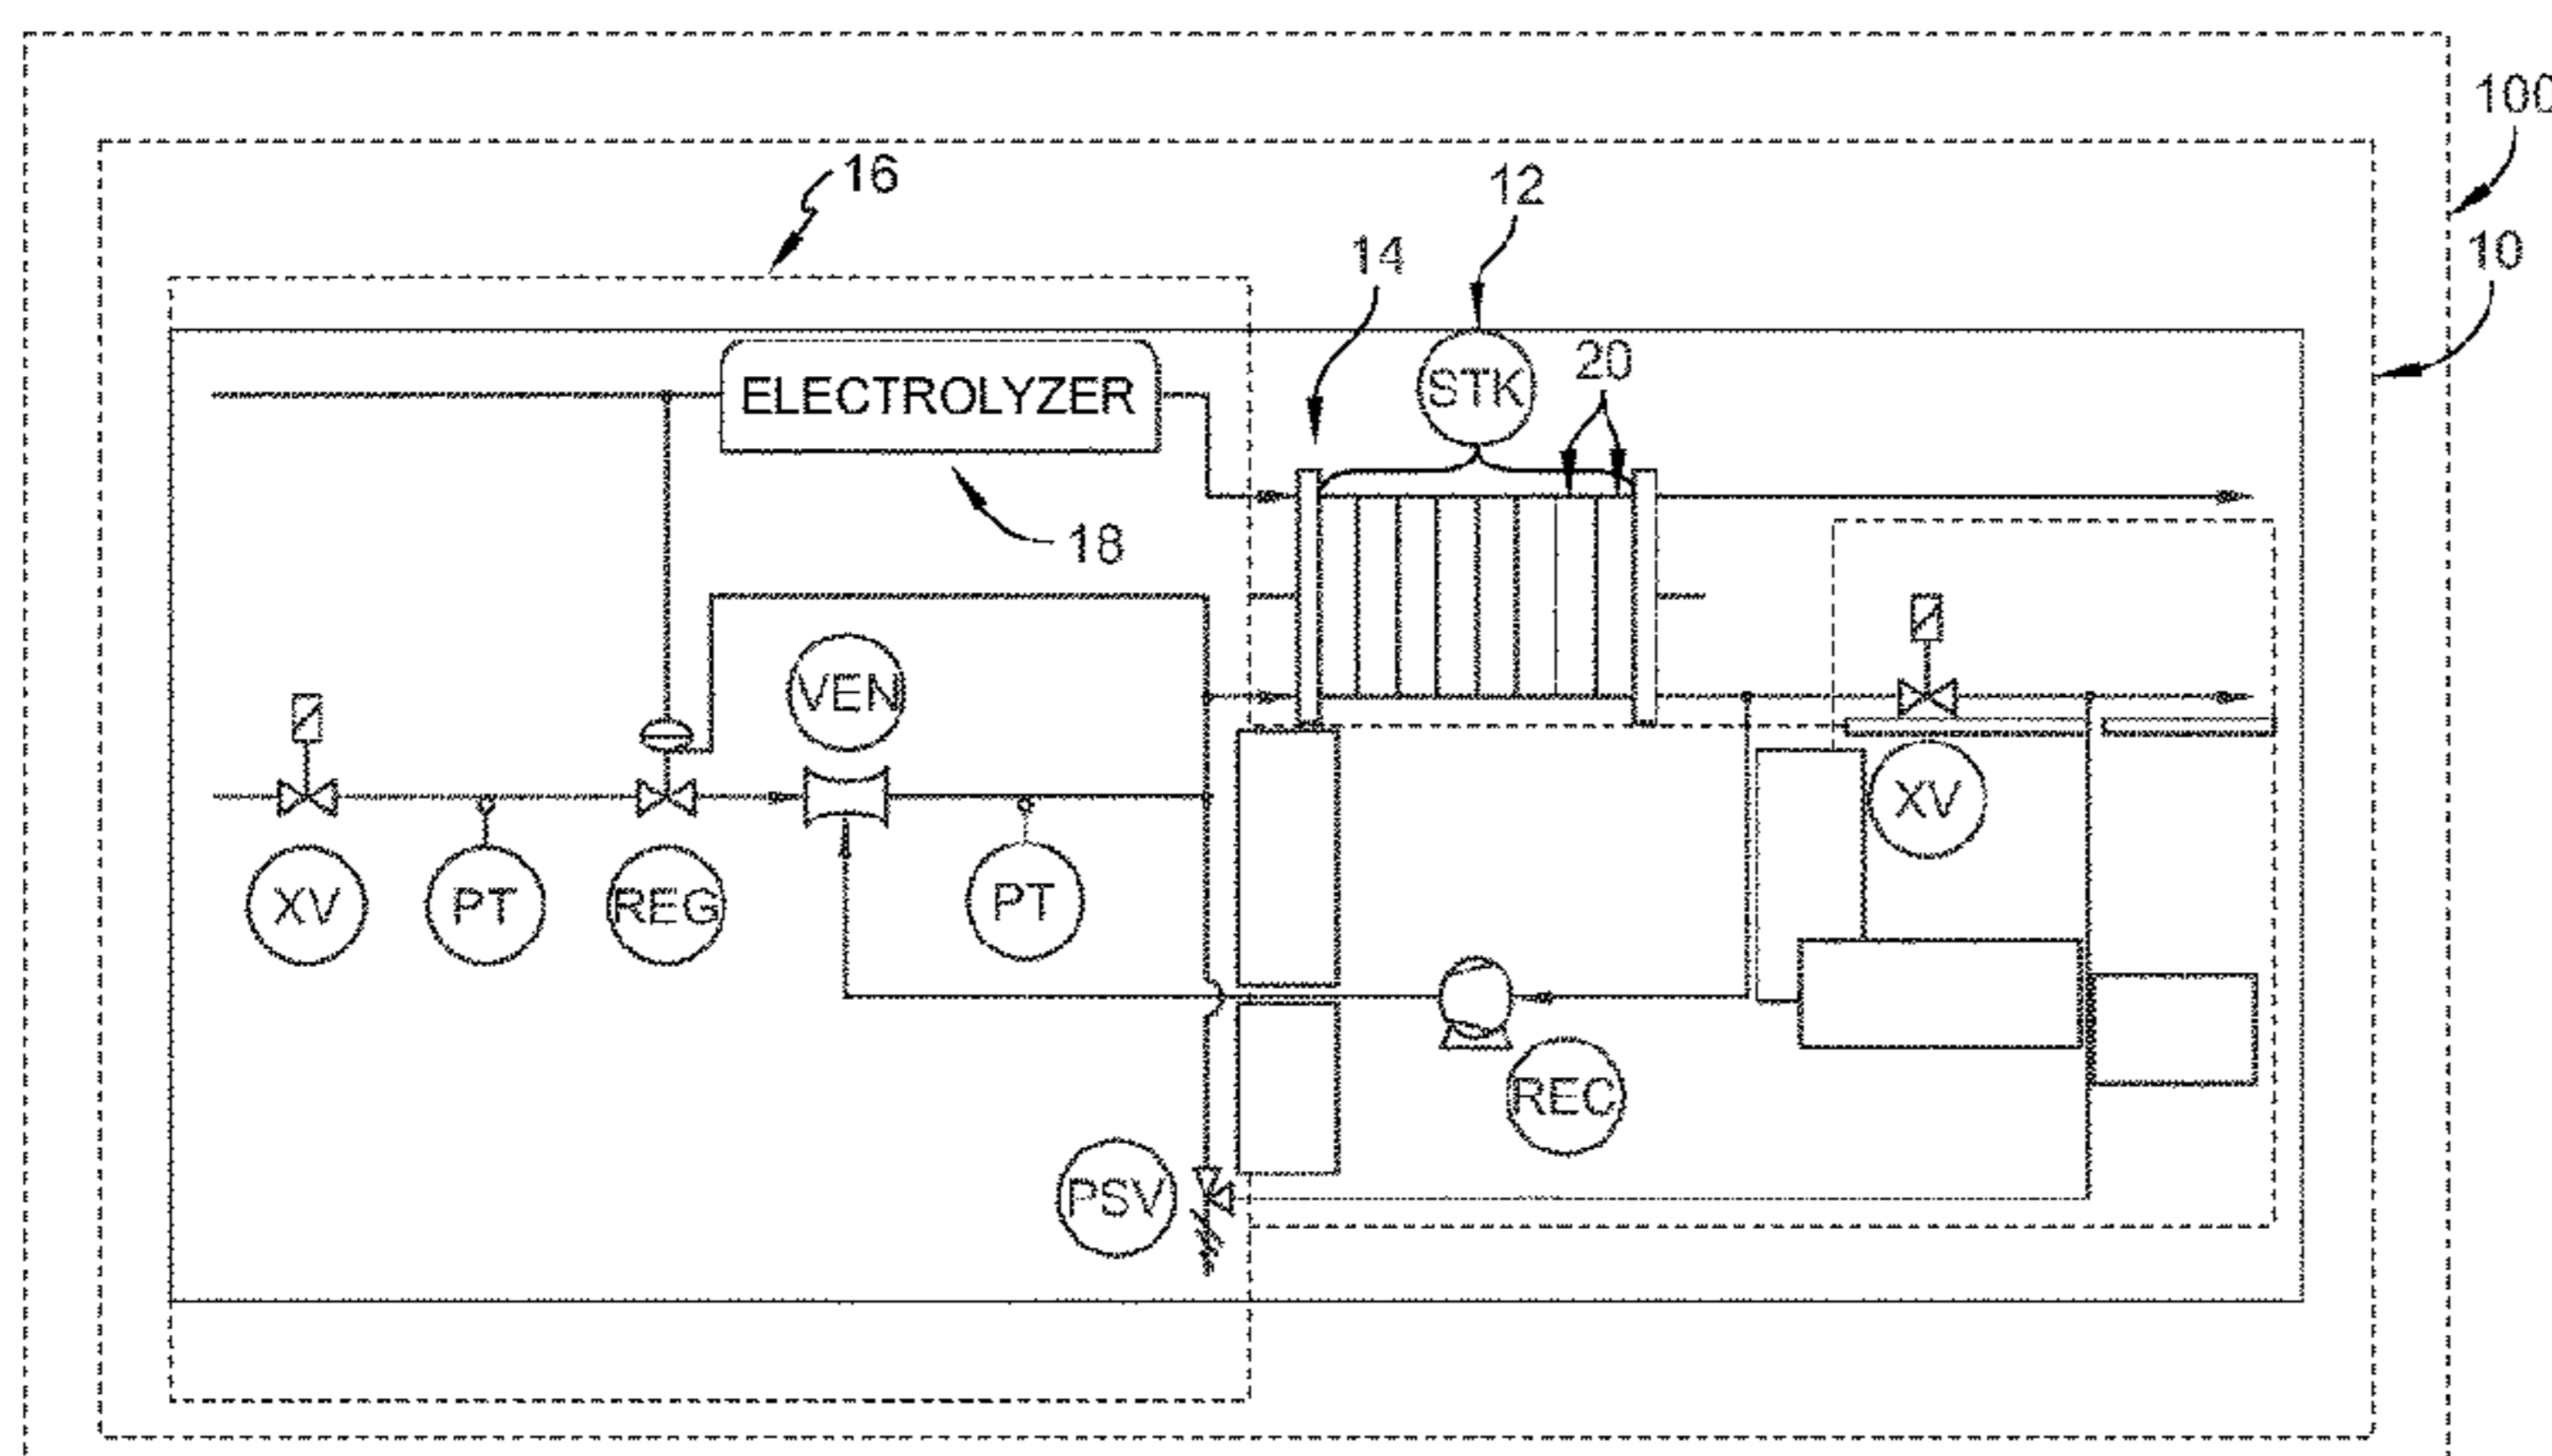 100
16
12
10
14
STK
20
ELECTROLYZER
18
VEN
XV
XV
PT
REG
PT
REC
PSV